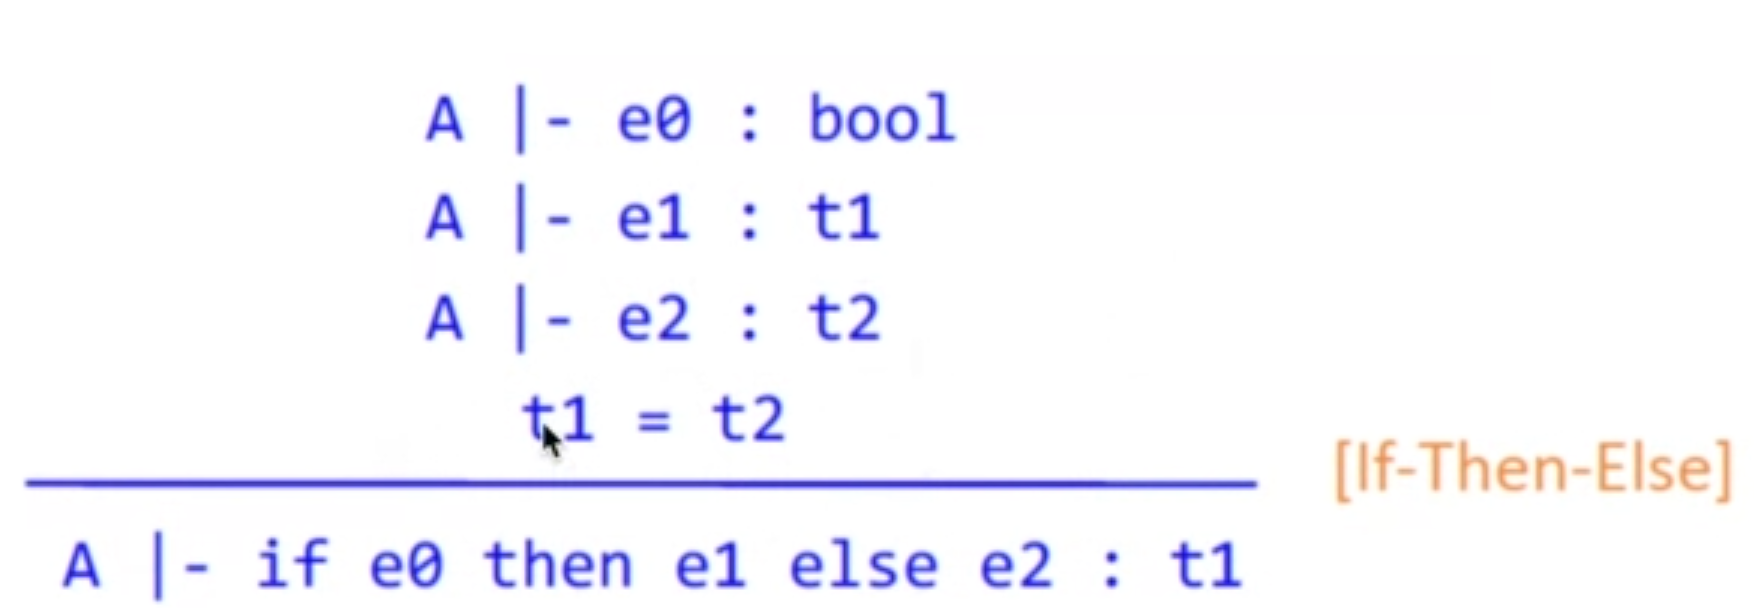 A |- e0 : bool
A |- e1 : t1
A |- e2 : t2
t1 = t2
[If-Then-Else]
A |- if e0 then e1 else e2 : t1